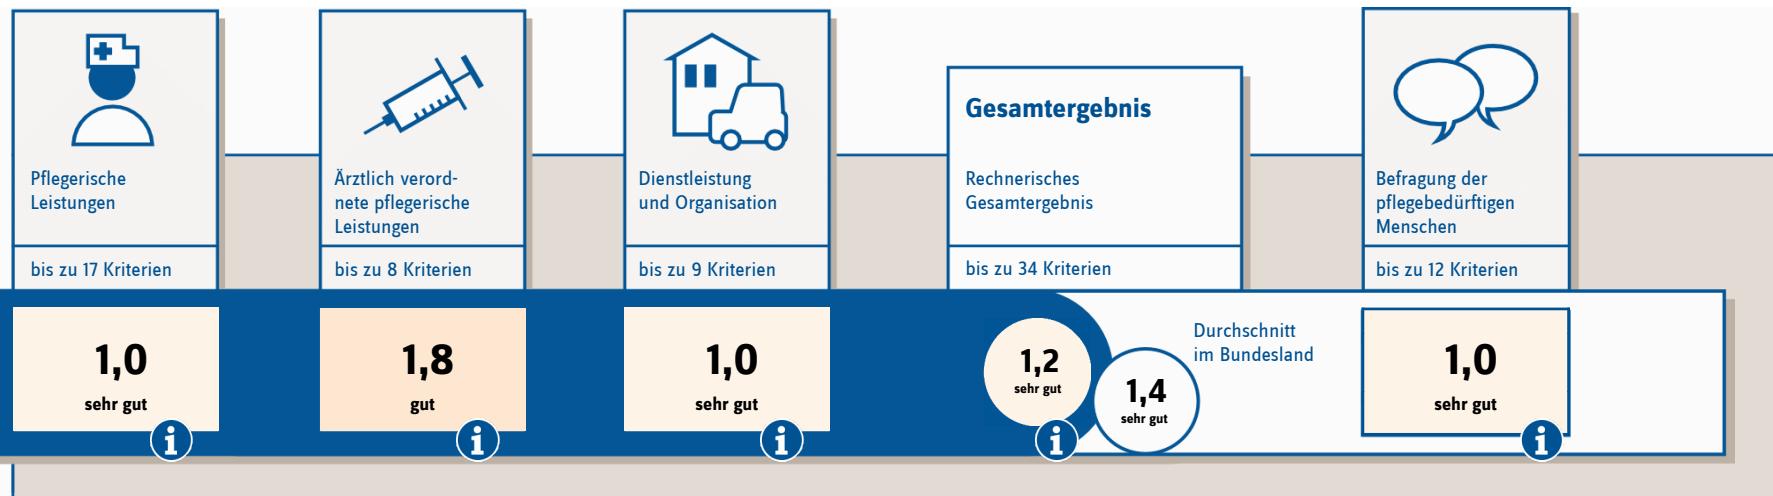 Pflegerische
Leistungen
bis zu 17 Kriterien
1,0
sehr gut
i
Ärztlich verord-
nete pflegerische
Leistungen
bis zu 8 Kriterien
1,8
gut
i
Dienstleistung
und Organisation
bis zu 9 Kriterien
1,0
sehr gut
i
Gesamtergebnis
Rechnerisches
Gesamtergebnis
bis zu 34 Kriterien
1,2
sehr gut
i
1,4
sehr gut
Durchschnitt
im Bundesland
Befragung der
pflegebedürftigen
Menschen
bis zu 12 Kriterien
1,0
sehr gut
i